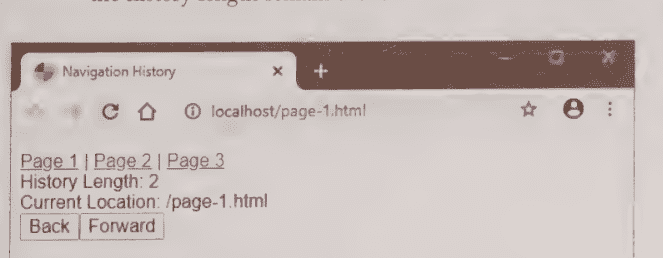 Navigation History
localhost/page-1.html
Page 1 | Page 2 | Page 3
History Length: 2
Current Location: /page-1.html
Back Forward